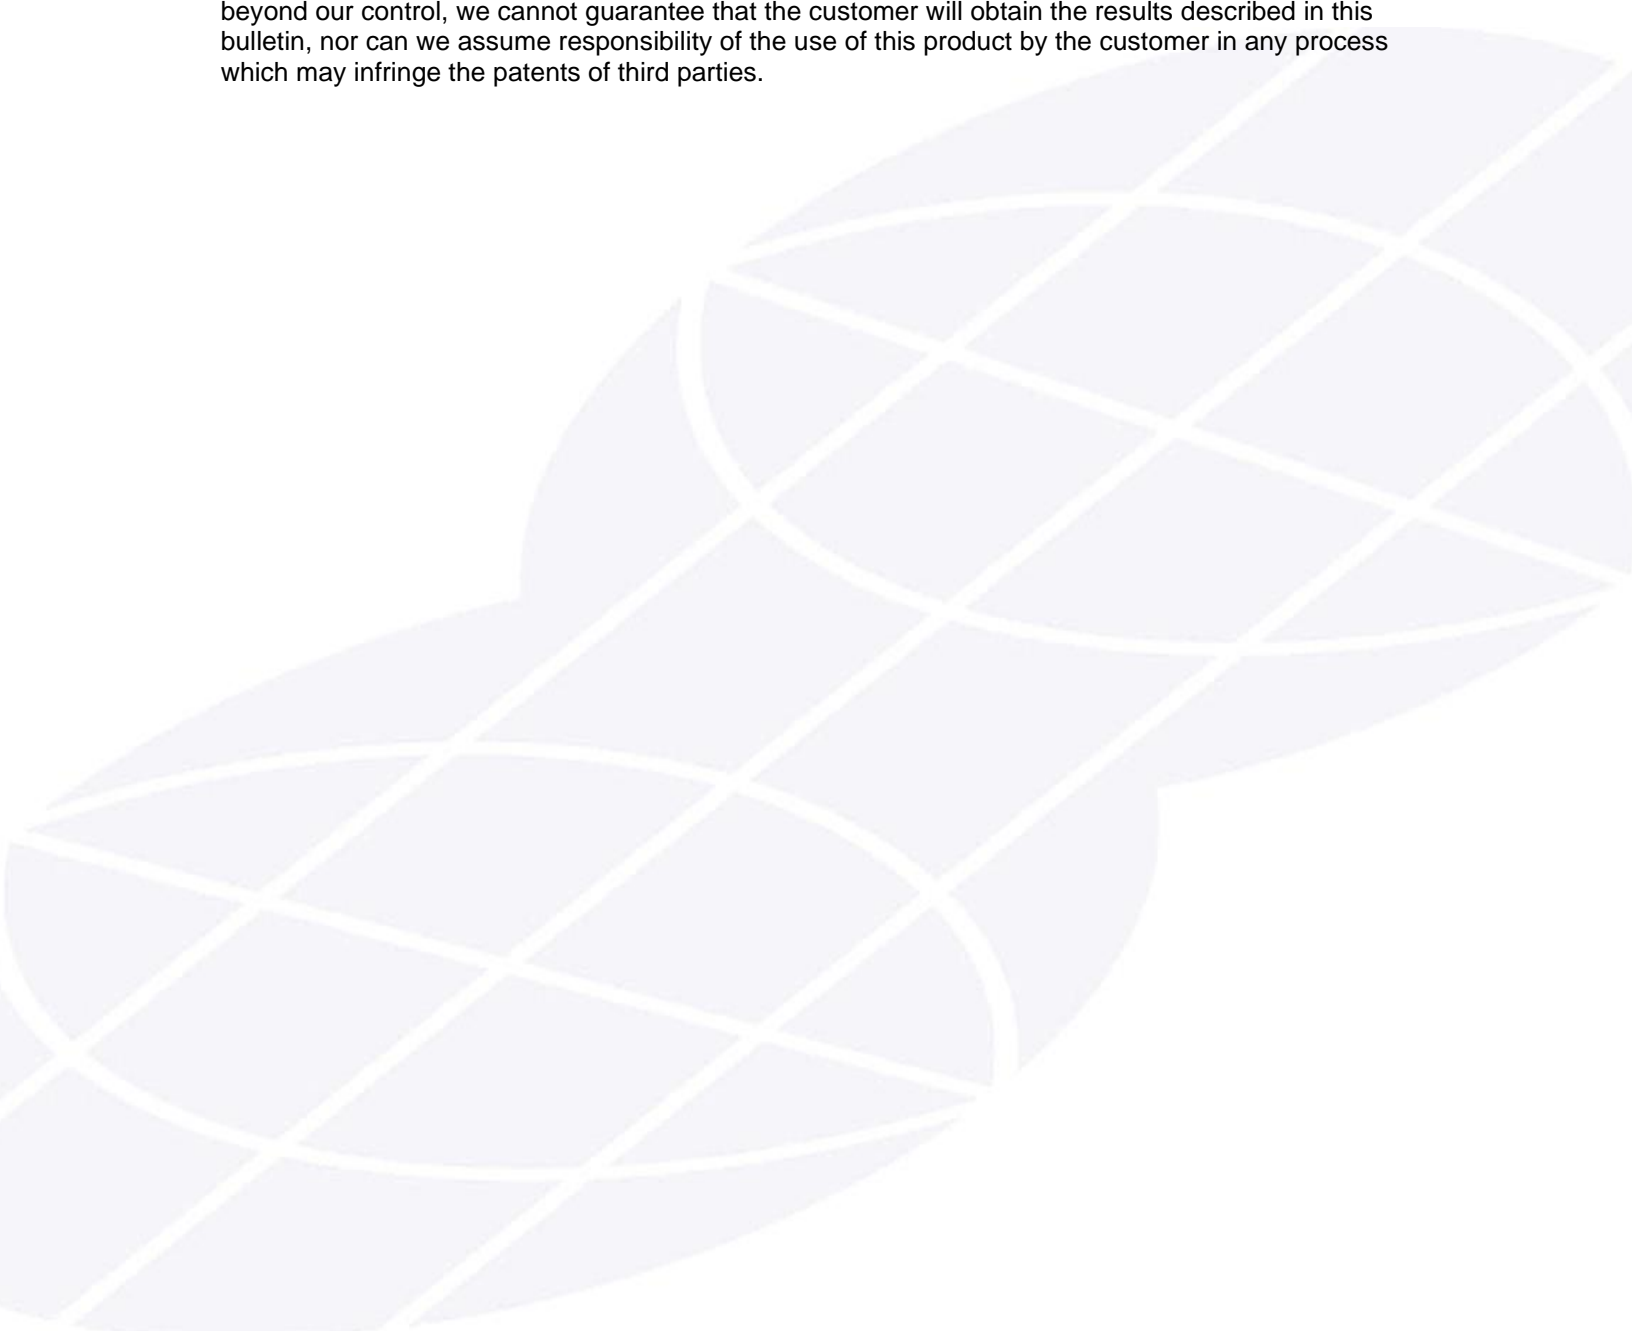 beyond our control, we cannot guarantee that the customer will obtain the results described in this
bulletin, nor can we assume responsibility of the use of this product by the customer in any process
which may infringe the patents of third parties.